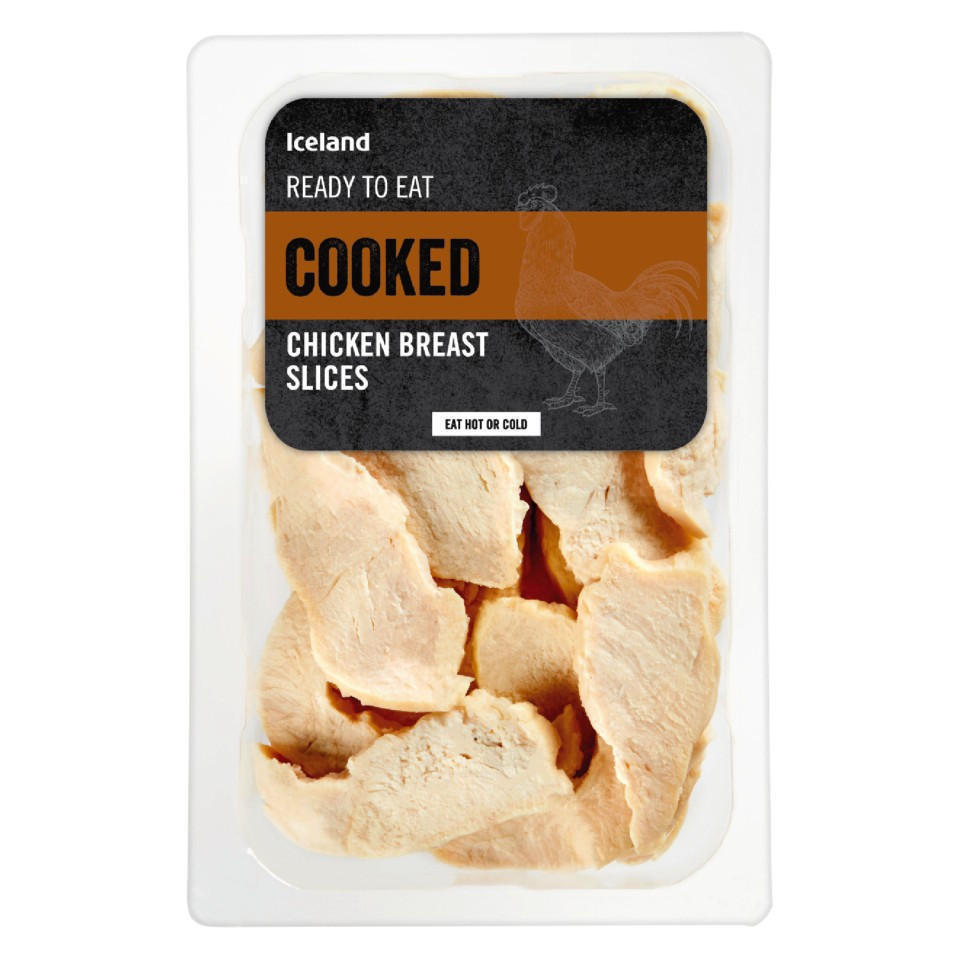 Iceland
READY TO EAT
COOKED
CHICKEN BREAST
SLICES
EAT HOT OR COLD